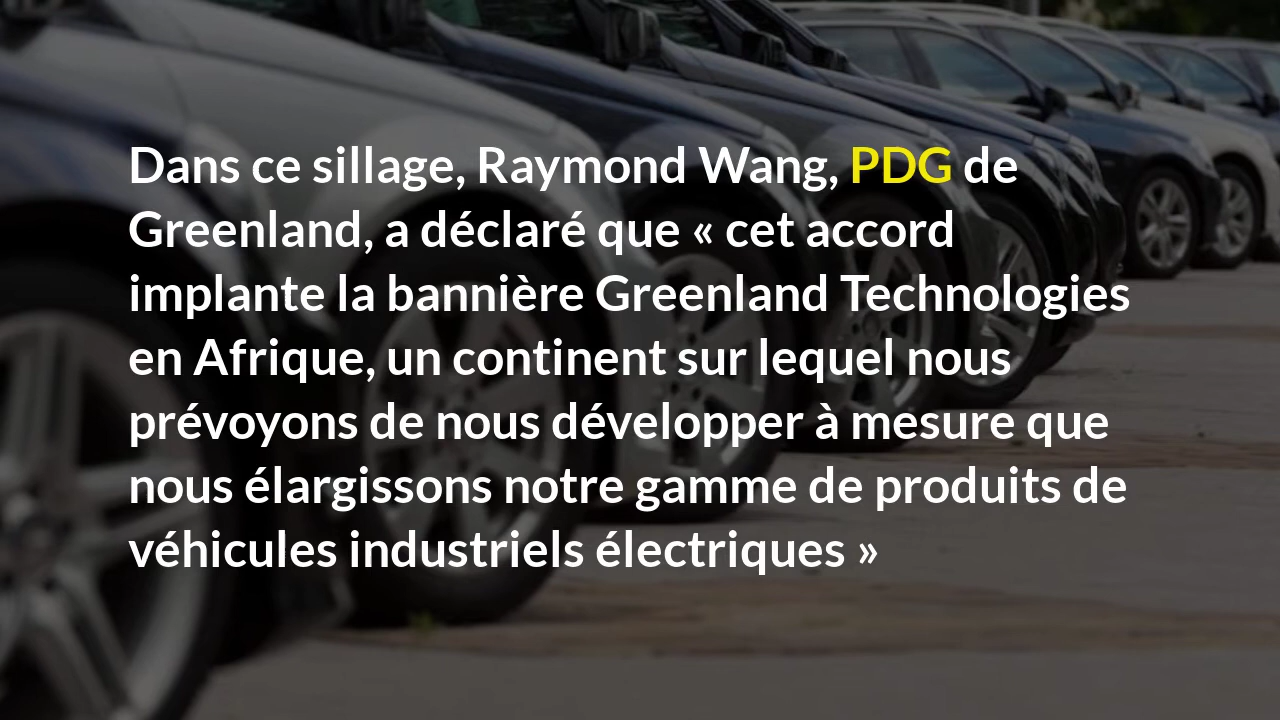 Dans ce sillage, Raymond Wang, PDG de
Greenland, a déclaré que « cet accord
implante la bannière Greenland Technologies
en Afrique, un continent sur lequel nous
prévoyons de nous développer à mesure que
nous élargissons notre gamme de produits de
véhicules industriels électriques »